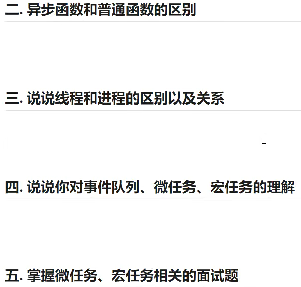 二. 异步函数和普通函数的区别
三. 说说线程和进程的区别以及关系
四. 说说你对事件队列、微任务、宏任务的理解
五. 掌握微任务、宏任务相关的面试题